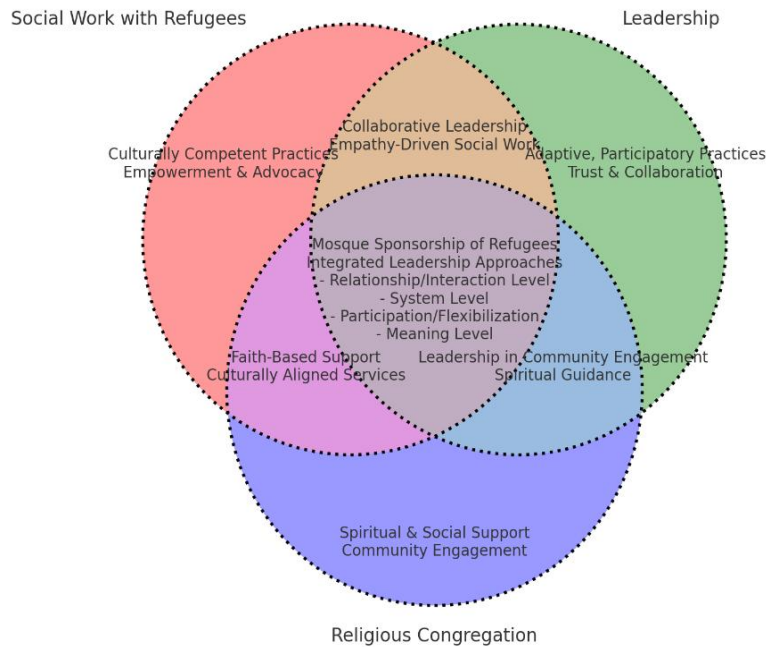 Social Work with Refugees
Leadership
Collaborative Leadership
Empathy-Driven Social Work
Culturally Competent Practices
Empowerment & Advocacy
Adaptive, Participatory Practices
Trust & Collaboration
Mosque Sponsorship of Refugees
Integrated Leadership Approaches
- Relationship/Interaction Level
- System Level
- Participation/Flexibilization
- Meaning Level
Faith-Based Support
Culturally Aligned Services
Leadership in Community Engagement
Spiritual Guidance
Spiritual & Social Support
Community Engagement
Religious Congregation